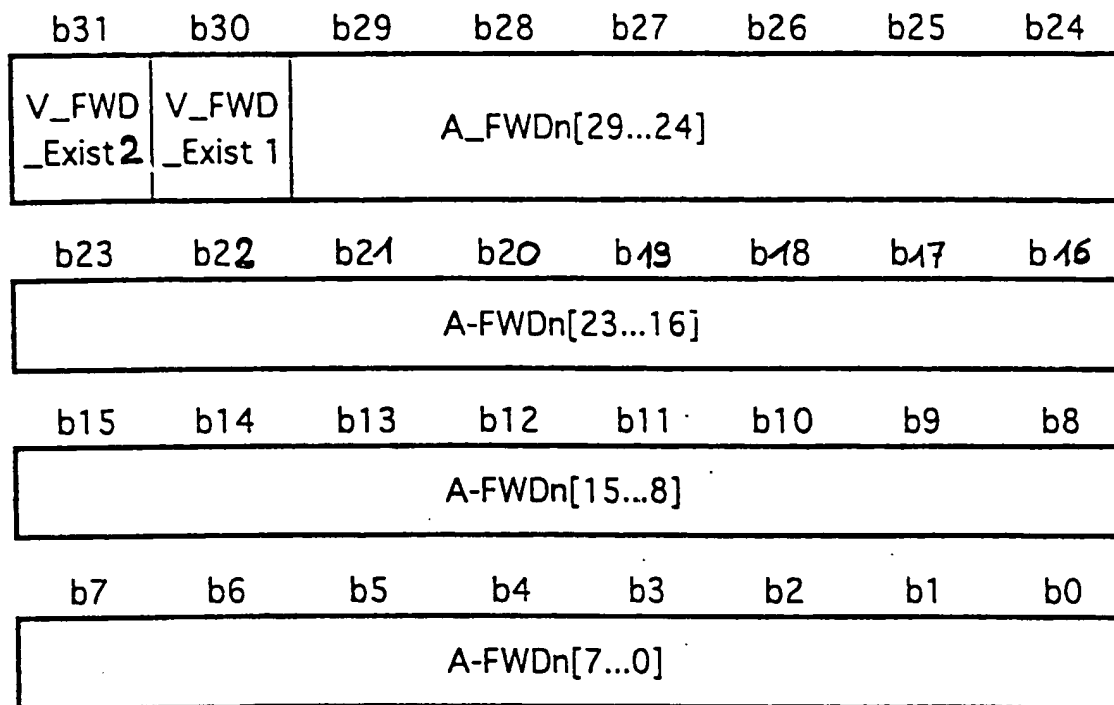 b31 b30 b29 b28 b27 b26 b25 b24
V_FWD V_FWD A_FWDn[29...24]
_Exist 2 _Exist 1
b23 b22 b21 b20 b19 b18 b17 b16
A-FWDn[23...16]
b15 b14 b13 b12 b11 b10 b9 b8
A-FWDn[15...8]
b7 b6 b5 b4 b3 b2 b1 b0
A-FWDn[7...0]